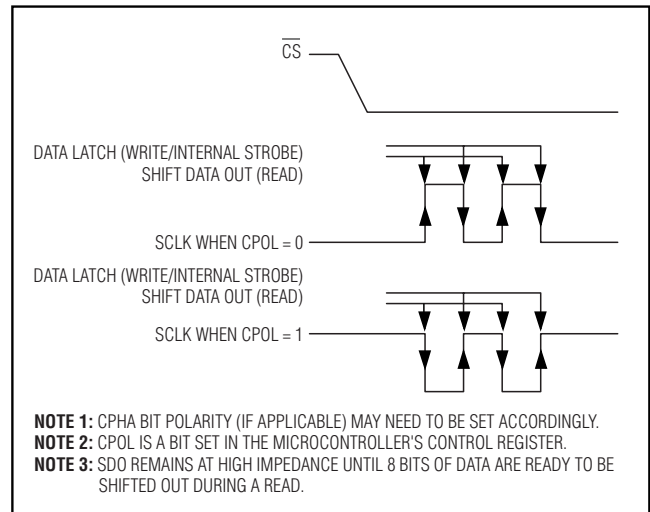 CS
DATA LATCH (WRITE/INTERNAL STROBE)
SHIFT DATA OUT (READ)
SCLK WHEN CPOL = 0
DATA LATCH (WRITE/INTERNAL STROBE)
SHIFT DATA OUT (READ)
SCLK WHEN CPOL = 1
NOTE 1: CPHA BIT POLARITY (IF APPLICABLE) MAY NEED TO BE SET ACCORDINGLY.
NOTE 2: CPOL IS A BIT SET IN THE MICROCONTROLLER'S CONTROL REGISTER.
NOTE 3: SDO REMAINS AT HIGH IMPEDANCE UNTIL 8 BITS OF DATA ARE READY TO BE
SHIFTED OUT DURING A READ.